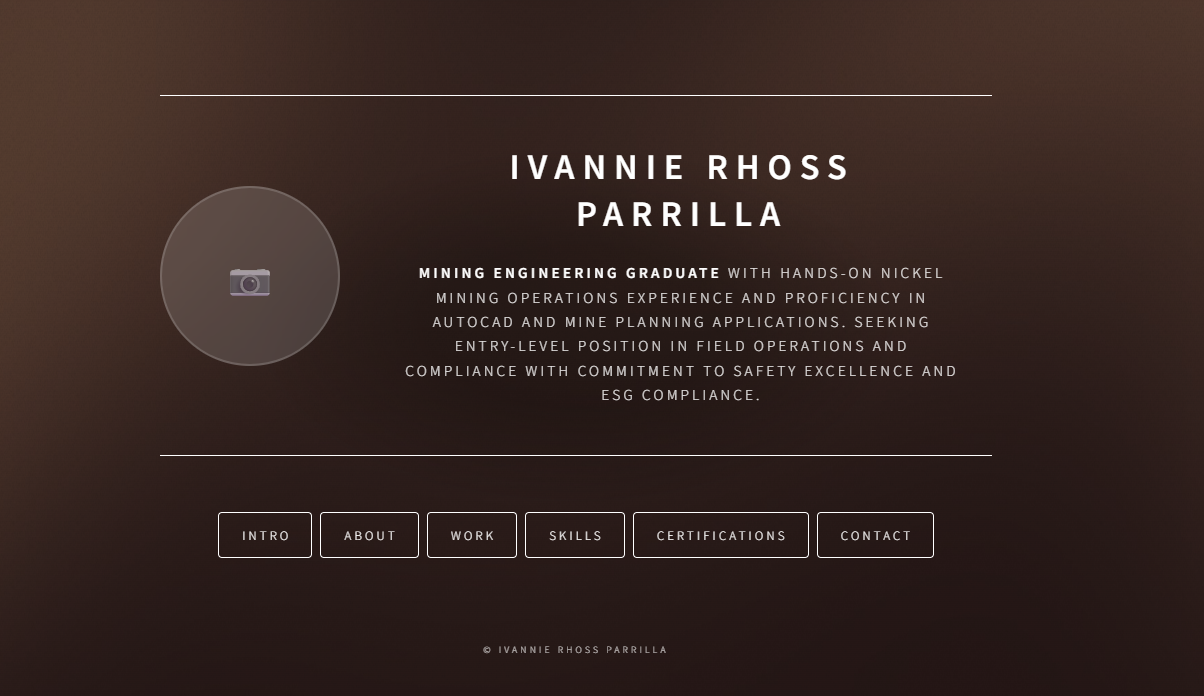 IVANNIE RHOSS
PARRILLA
MINING ENGINEERING GRADUATE WITH HANDS-ON NICKEL
MINING OPERATIONS EXPERIENCE AND PROFICIENCY IN
AUTOCAD AND MINE PLANNING APPLICATIONS. SEEKING
ENTRY-LEVEL POSITION IN FIELD OPERATIONS AND
COMPLIANCE WITH COMMITMENT TO SAFETY EXCELLENCE AND
ESG COMPLIANCE.
INTRO
ABOUT
WORK
SKILLS
CERTIFICATIONS
CONTACT
© IVANNIE RHOSS PARRILLA